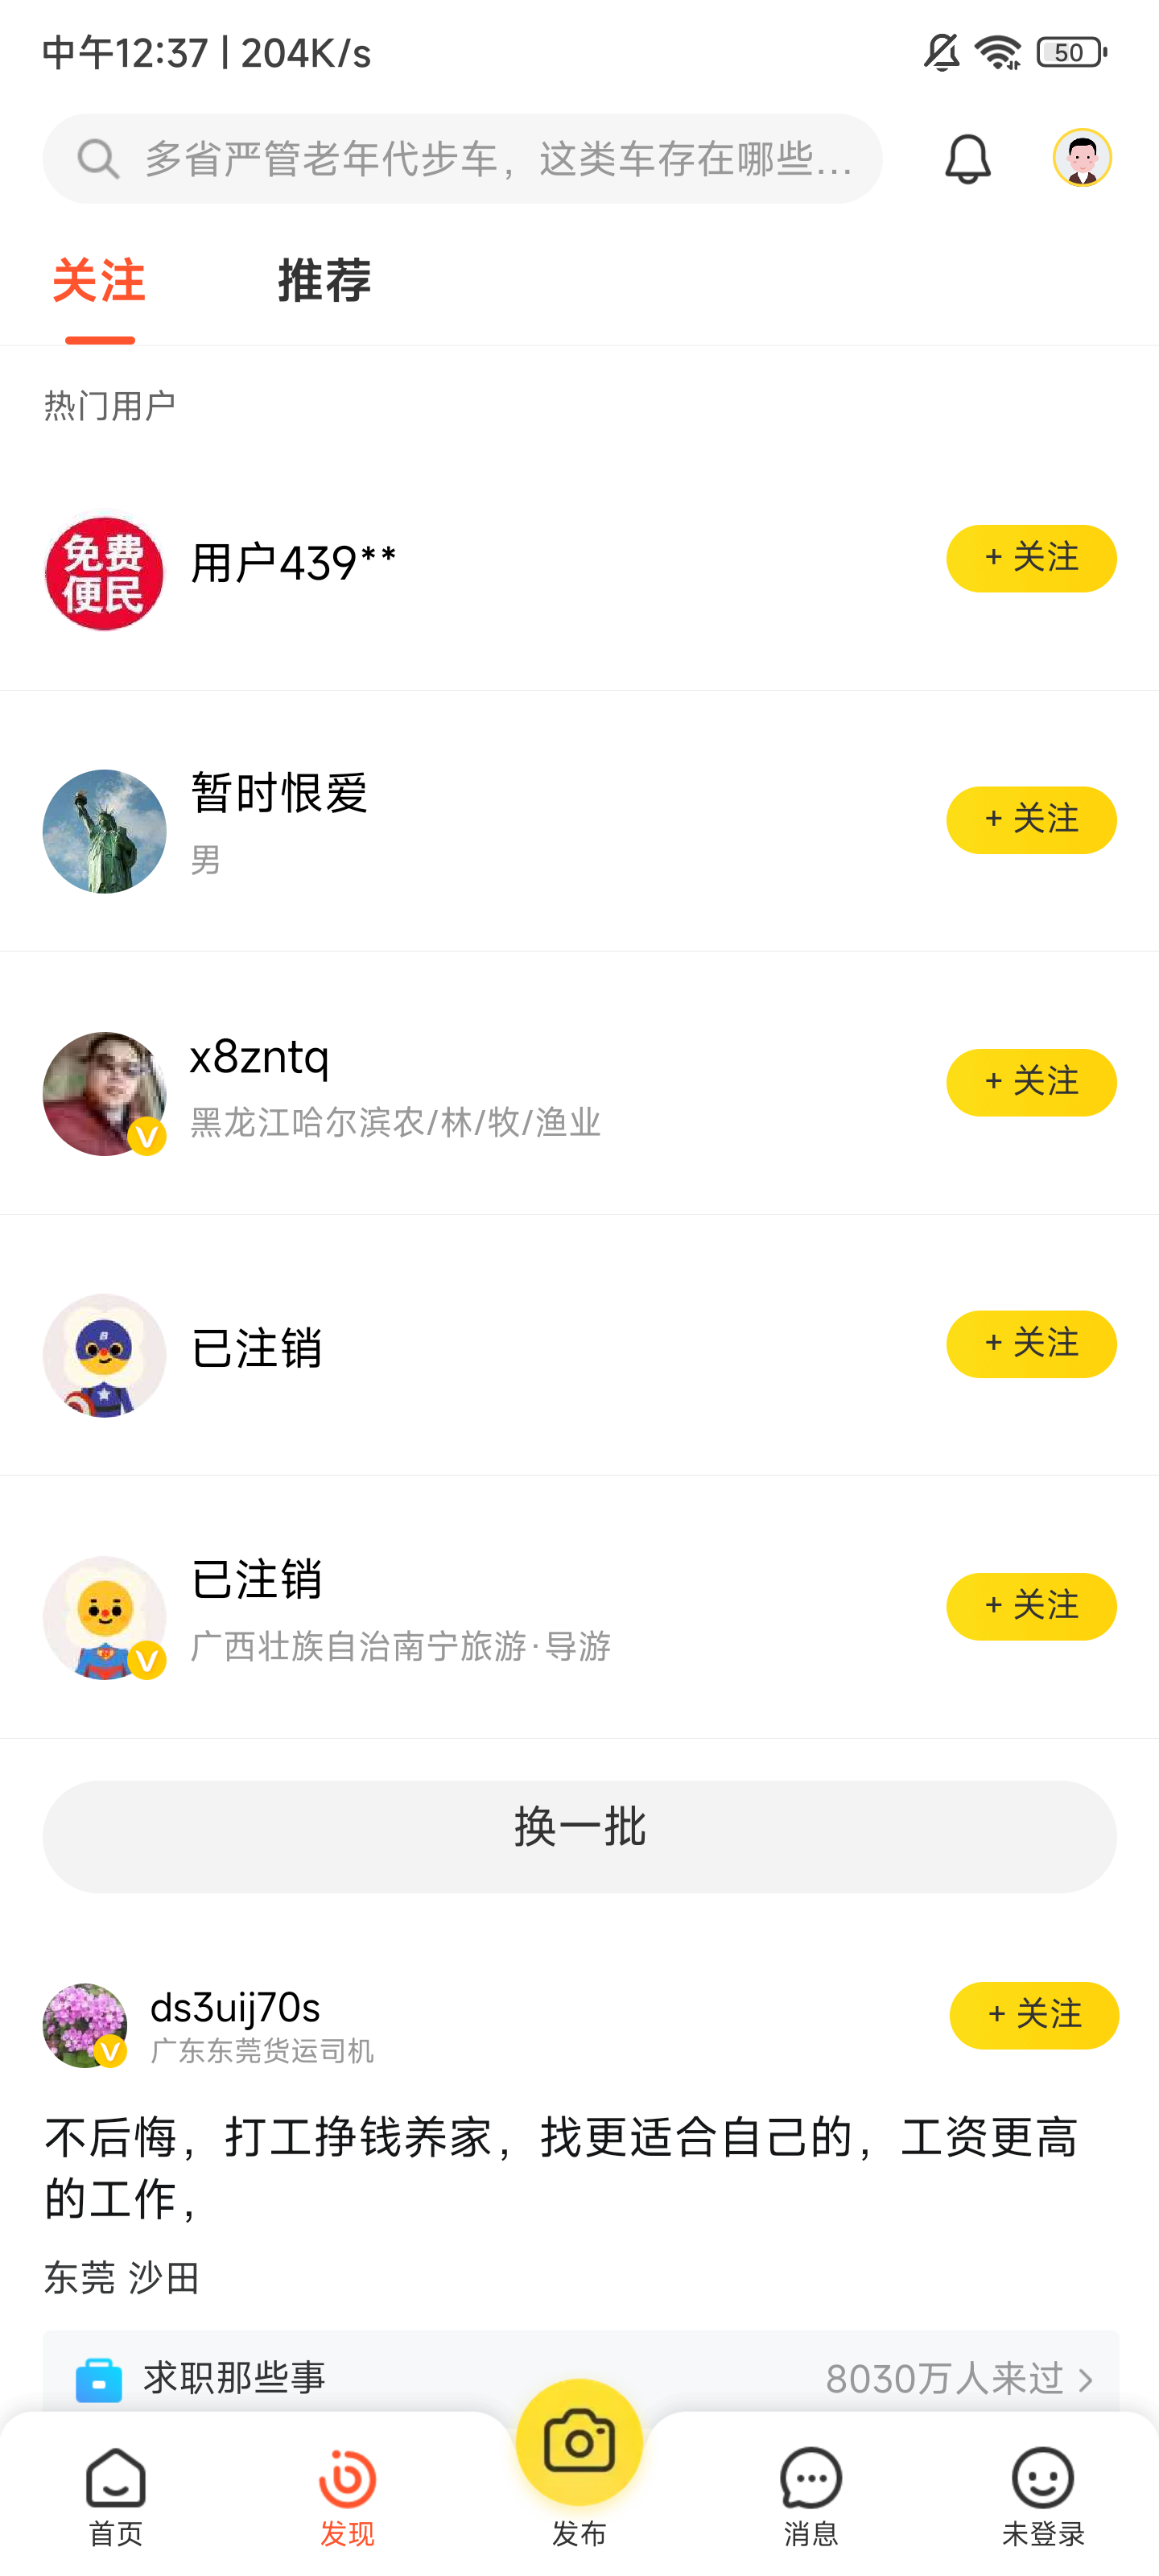 中午12:37 | 204K/s
50
多省严管老年代步车，这类车存在哪些...
关注
推荐
热门用户
免费
便民
用户439**
+ 关注
暂时恨爱
男
+ 关注
x8zntq
黑龙江哈尔滨农/林/牧/渔业
+ 关注
已注销
+ 关注
已注销
广西壮族自治南宁旅游·导游
+ 关注
换一批
ds3uij70s
广东东莞货运司机
+ 关注
不后悔，打工挣钱养家，找更适合自己的，工资更高
的工作，
东莞 沙田
求职那些事
8030万人来过
首页
发现
发布
消息
未登录